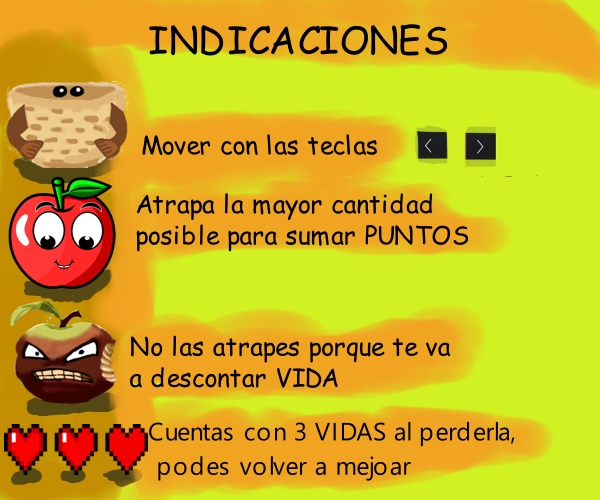 INDICACIONES
Mover con las teclas < >
Atrapa la mayor cantidad
posible para sumar PUNTOS
No las atrapes porque te va
a descontar VIDA
Cuentas con 3 VIDAS al perderla,
podes volver a mejoar